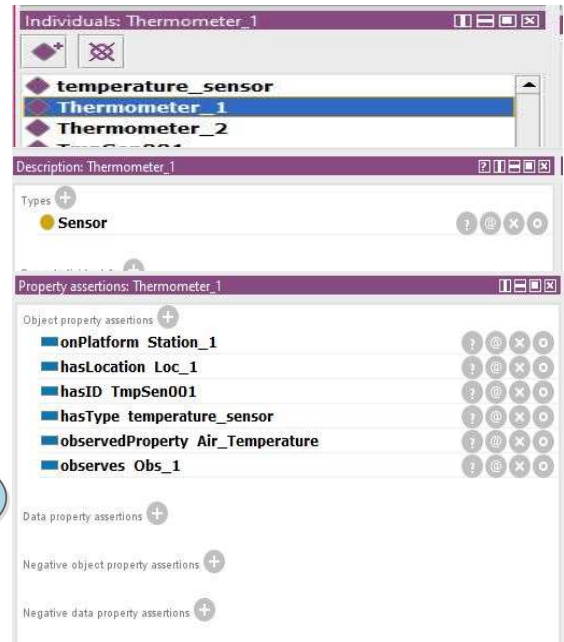 Individuals: Thermometer_1
temperature_sensor
Thermometer_1
Thermometer_2
TmpSen001
Description: Thermometer_1
Types
Sensor
Property assertions: Thermometer_1
Object property assertions
onPlatform Station_1
hasLocation Loc_1
hasID TmpSen001
hasType temperature_sensor
observedProperty Air_Temperature
observes Obs_1
Data property assertions
Negative object property assertions
Negative data property assertions